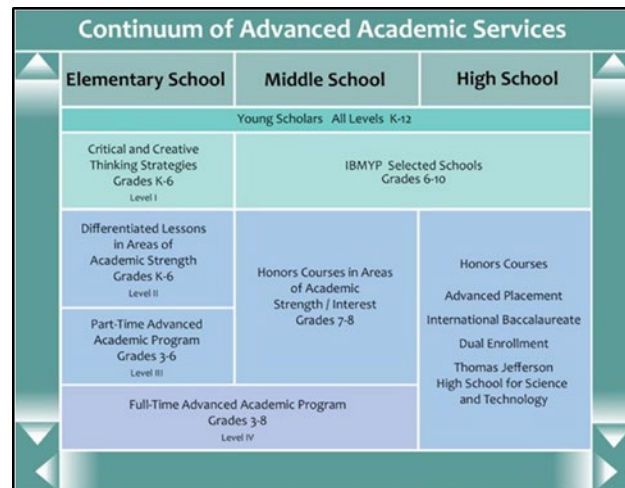 Continuum of Advanced Academic Services
Elementary School
Middle School
High School
Young Scholars All Levels K-12
Critical and Creative
Thinking Strategies
Grades K-6
Level I
IBMYP Selected Schools
Grades 6-10
Differentiated Lessons
in Areas of
Academic Strength
Grades K-6
Level II
Part-Time Advanced
Academic Program
Grades 3-6
Level III
Honors Courses in Areas
of Academic
Strength / Interest
Grades 7-8
Honors Courses
Advanced Placement
International Baccalaureate
Dual Enrollment
Thomas Jefferson
High School for Science
and Technology
Full-Time Advanced Academic Program
Grades 3-8
Level IV